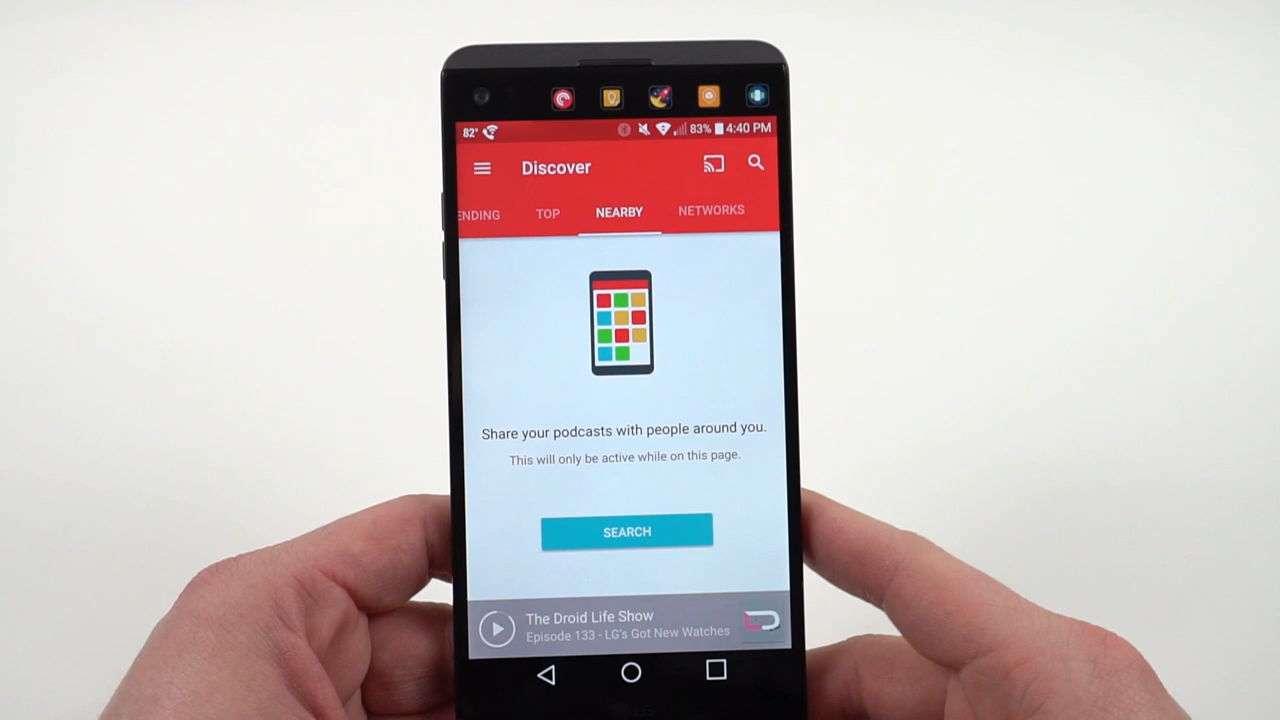 82° 83% 4:40 PM
Discover
ENDING TOP NEARBY NETWORKS
Share your podcasts with people around you.
This will only be active while on this page.
SEARCH
The Droid Life Show
Episode 133 - LG's Got New Watches
LG